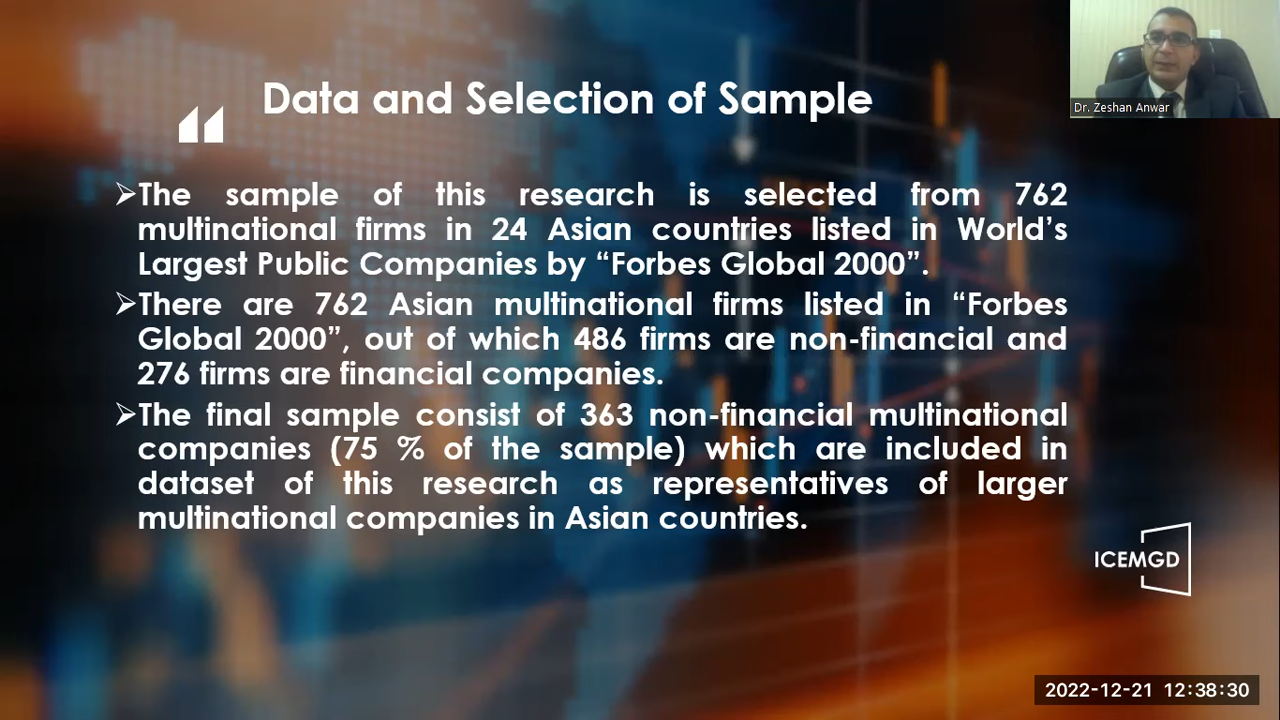 Dr. Zeshan Anwar
Data and Selection of Sample
➢The sample of this research is selected from 762
multinational firms in 24 Asian countries listed in World’s
Largest Public Companies by “Forbes Global 2000”.
➢There are 762 Asian multinational firms listed in “Forbes
Global 2000”, out of which 486 firms are non-financial and
276 firms are financial companies.
➢The final sample consist of 363 non-financial multinational
companies (75 % of the sample) which are included in
dataset of this research as representatives of larger
multinational companies in Asian countries.
ICEMGD
2022-12-21 12:38:30